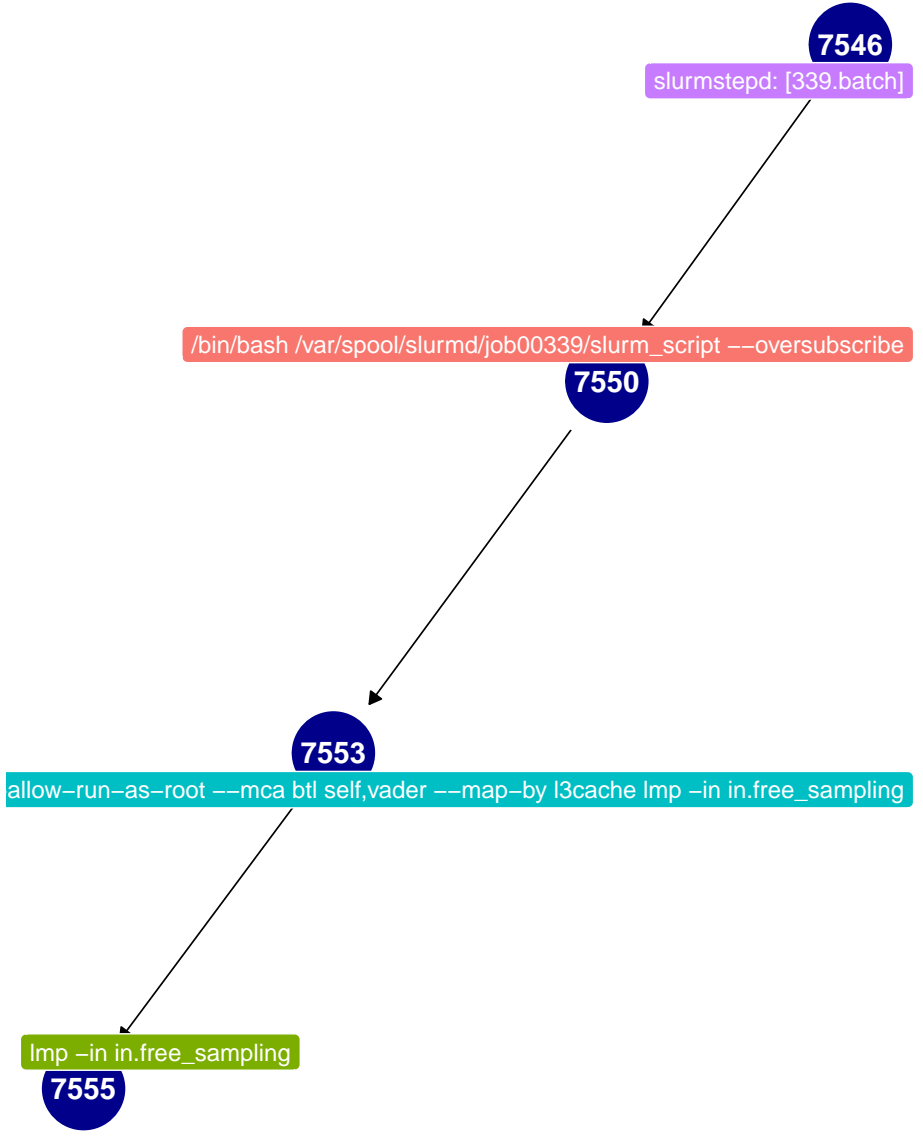 7546
slurmstepd: [339.batch]
/bin/bash /var/spool/slurmd/job00339/slurm_script −−oversubscribe
7550
7553
allow−run−as−root −−mca btl self,vader −−map−by l3cache lmp −in in.free_sampling
lmp −in in.free_sampling
7555